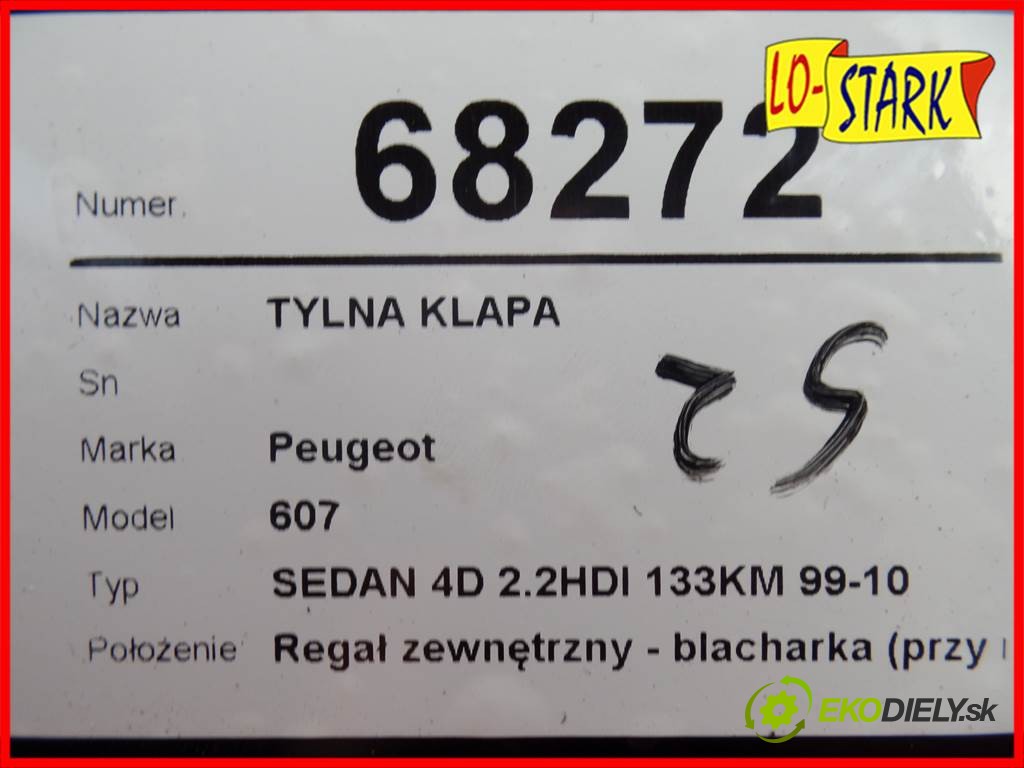 LO-STARK
Numer. 68272
Nazwa TYLNA KLAPA
Sn
Marka Peugeot
Model 607
Typ SEDAN 4D 2.2HDI 133KM 99-10
Położenie Regał zewnętrzny - blacharka (przy
EKODIELY.sk